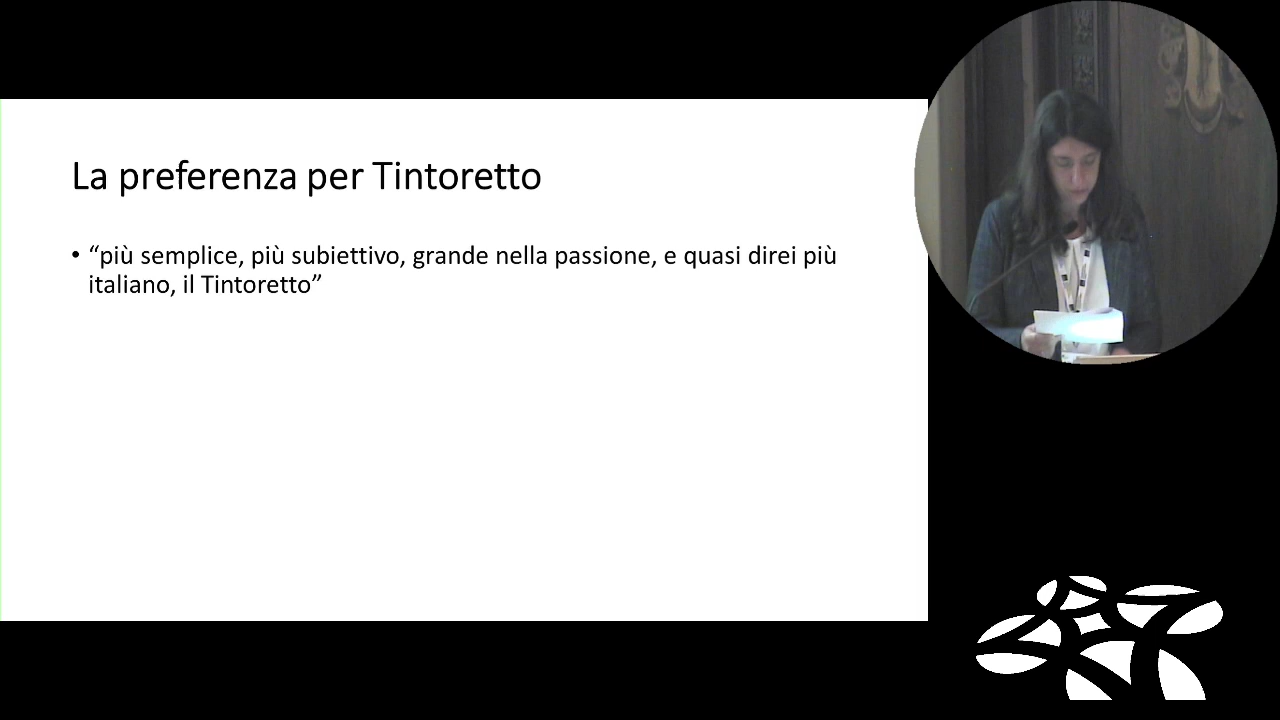 La preferenza per Tintoretto
• “più semplice, più subiettivo, grande nella passione, e quasi direi più
italiano, il Tintoretto”